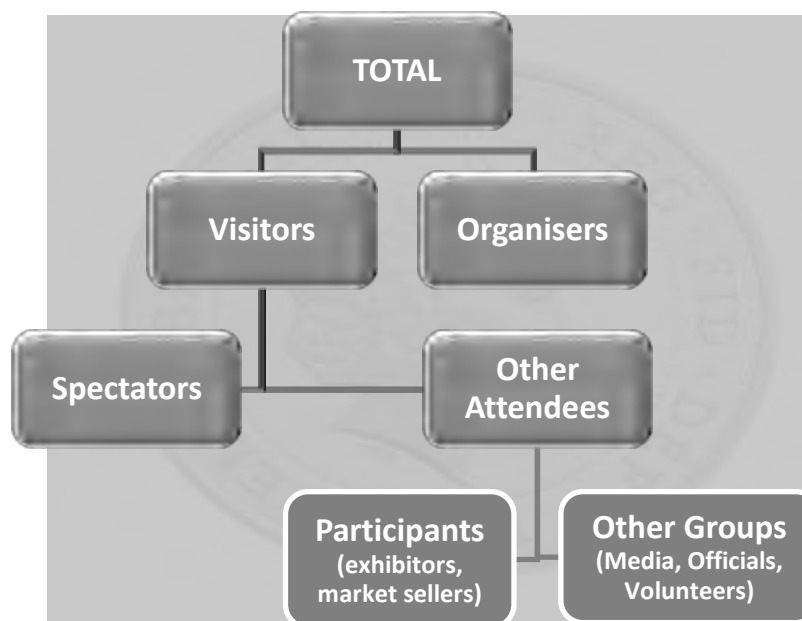 TOTAL
Visitors
Organisers
Spectators
Other
Attendees
Participants
(exhibitors,
market sellers)
Other Groups
(Media, Officials,
Volunteers)